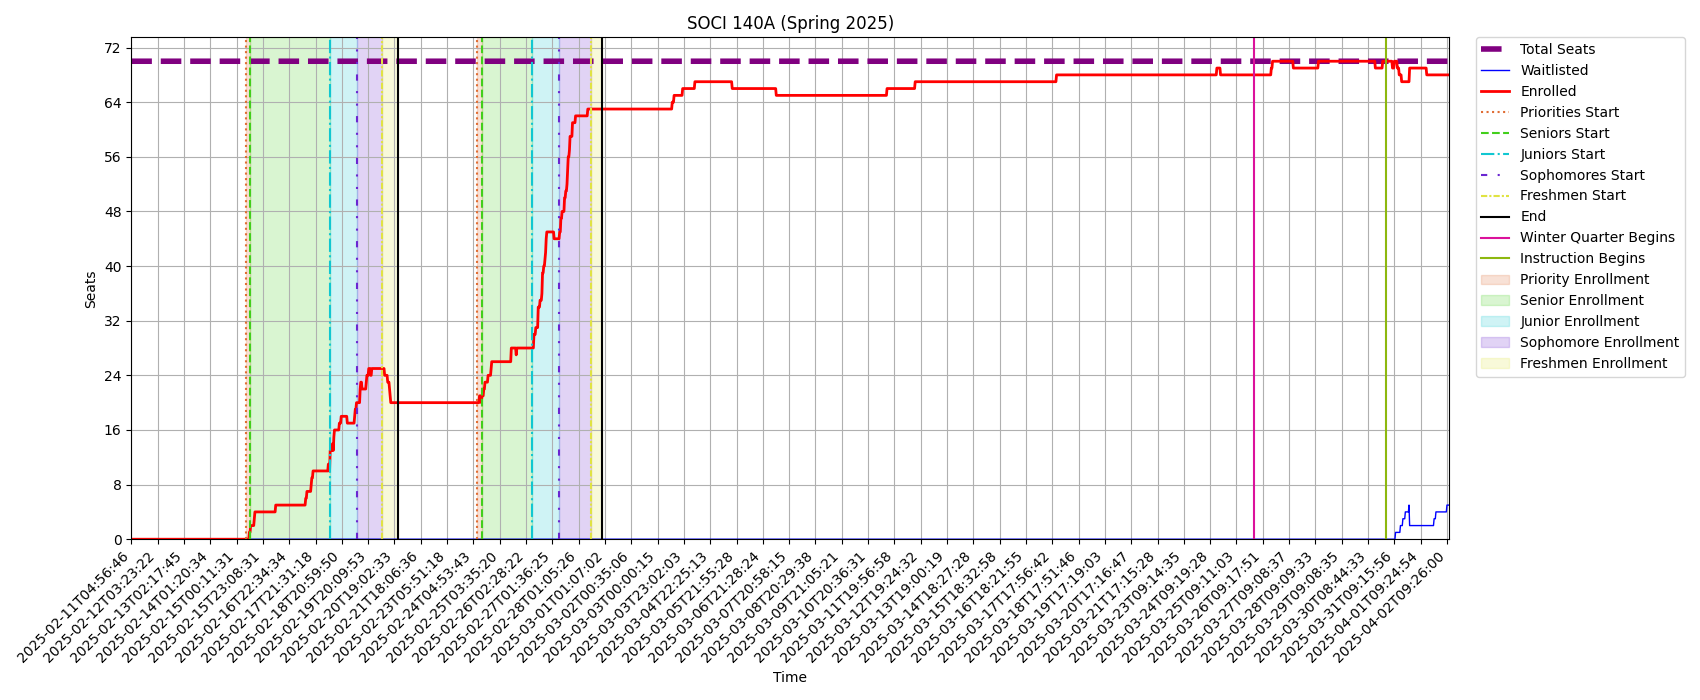 SOCI 140A (Spring 2025)
Seats
72
64
56
48
40
32
24
16
8
0
2025-02-11T04:56:46
2025-02-12T03:23:22
2025-02-13T02:17:45
2025-02-14T01:20:34
2025-02-15T00:11:31
2025-02-15T23:08:31
2025-02-16T22:34:34
2025-02-17T21:31:18
2025-02-18T20:59:50
2025-02-19T20:09:53
2025-02-20T19:02:33
2025-02-21T18:06:36
2025-02-23T05:51:18
2025-02-24T04:53:43
2025-02-25T03:35:20
2025-02-26T02:28:22
2025-02-27T01:36:25
2025-02-28T01:05:26
2025-03-01T01:07:02
2025-03-02T00:35:06
2025-03-03T00:00:15
2025-03-03T23:02:03
2025-03-04T22:25:13
2025-03-05T21:55:28
2025-03-06T21:28:24
2025-03-07T20:58:15
2025-03-08T20:29:38
2025-03-09T21:05:21
2025-03-10T20:36:31
2025-03-11T19:56:58
2025-03-12T19:24:32
2025-03-13T19:00:19
2025-03-14T18:27:28
2025-03-15T18:32:58
2025-03-16T18:21:55
2025-03-17T17:56:42
2025-03-18T17:51:46
2025-03-19T17:19:03
2025-03-20T17:16:47
2025-03-21T17:15:28
2025-03-23T09:14:35
2025-03-24T09:19:28
2025-03-25T09:11:03
2025-03-26T09:17:51
2025-03-27T09:08:37
2025-03-28T09:09:33
2025-03-29T09:08:35
2025-03-30T08:44:33
2025-03-31T09:15:56
2025-04-01T09:24:54
2025-04-02T09:26:00
Time
Total Seats
Waitlisted
Enrolled
Priorities Start
Seniors Start
Juniors Start
Sophomores Start
Freshmen Start
End
Winter Quarter Begins
Instruction Begins
Priority Enrollment
Senior Enrollment
Junior Enrollment
Sophomore Enrollment
Freshmen Enrollment